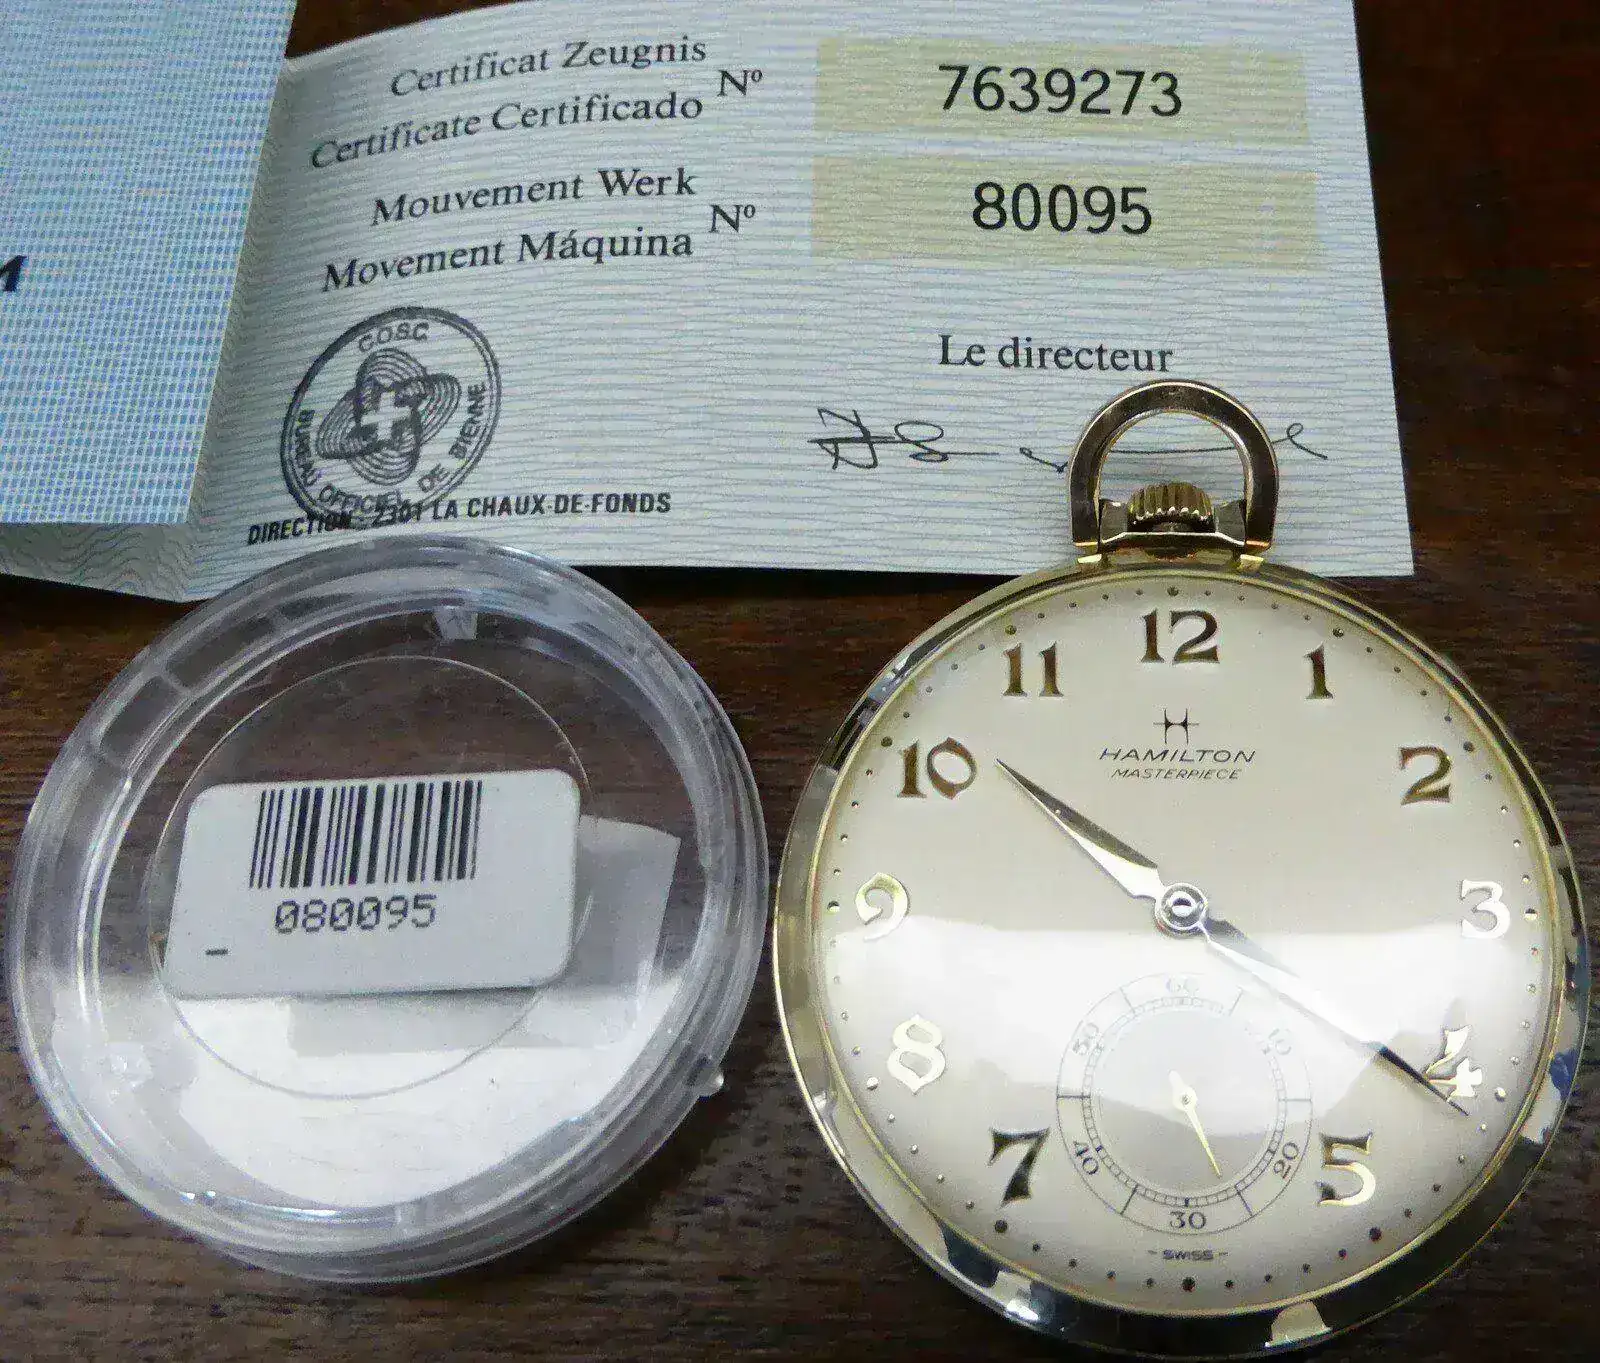 Certificat Zeugnis
Certificate Certificado
Nº
7639273
Mouvement Werk
Movement Máquina
Nº
80095
Le directeur
C.O.S.C
BUREAU OFFICIEL DE BIENNE
DIRECTION - 2301 LA CHAUX-DE-FONDS
080095
-
12
11
1
10
2
H
HAMILTON
MASTERPIECE
9
3
8
4
7
5
60
50
10
40
20
30
- SWISS -